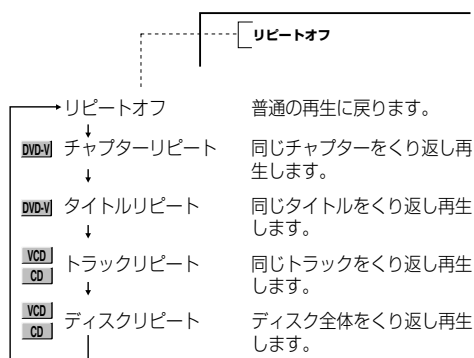 リピートオフ
リピートオフ 普通の再生に戻ります。
DVD-V チャプターリピート 同じチャプターをくり返し再
生します。
DVD-V タイトルリピート 同じタイトルをくり返し再生
します。
VCD
CD
トラックリピート 同じトラックをくり返し再生
します。
VCD
CD
ディスクリピート ディスク全体をくり返し再生
します。